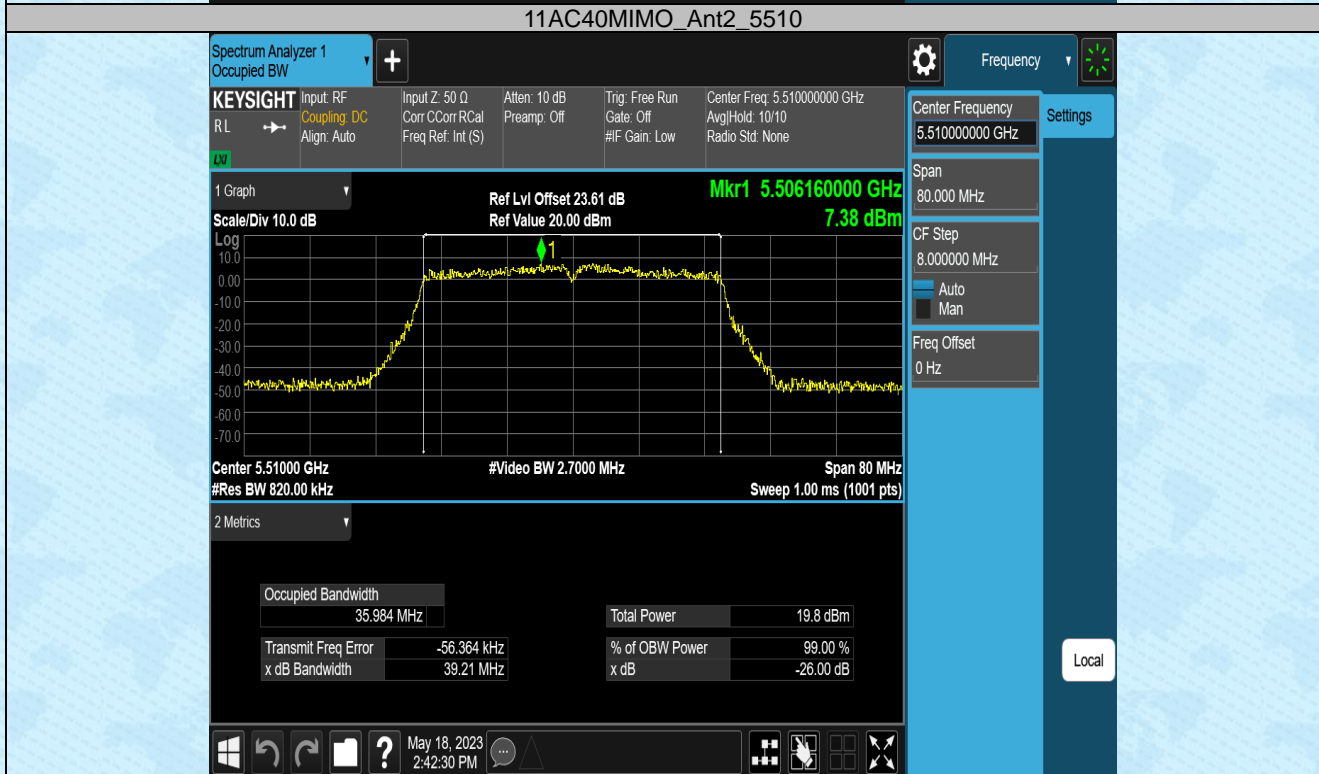 11AC40MIMO_Ant2_5510
Spectrum Analyzer 1
Occupied BW
+
Frequency
KEYSIGHT
RL
LXI
Input: RF
Coupling: DC
Align: Auto
Input Z: 50 Ω
Corr CCorr RCal
Freq Ref: Int (S)
Atten: 10 dB
Preamp: Off
Trig: Free Run
Gate: Off
#IF Gain: Low
Center Freq: 5.510000000 GHz
Avg|Hold: 10/10
Radio Std: None
Center Frequency
5.510000000 GHz
Settings
Span
80.000 MHz
CF Step
8.000000 MHz
Auto
Man
Freq Offset
0 Hz
1 Graph
Scale/Div 10.0 dB
Ref Lvl Offset 23.61 dB
Ref Value 20.00 dBm
Mkr1 5.506160000 GHz
7.38 dBm
Log
1
10.0
0.00
-10.0
-20.0
-30.0
-40.0
-50.0
-60.0
-70.0
Center 5.51000 GHz
#Res BW 820.00 kHz
#Video BW 2.7000 MHz
Span 80 MHz
Sweep 1.00 ms (1001 pts)
2 Metrics
Occupied Bandwidth
35.984 MHz
Total Power 19.8 dBm
Transmit Freq Error -56.364 kHz
% of OBW Power 99.00 %
x dB Bandwidth 39.21 MHz
x dB -26.00 dB
Local
?
May 18, 2023
2:42:30 PM